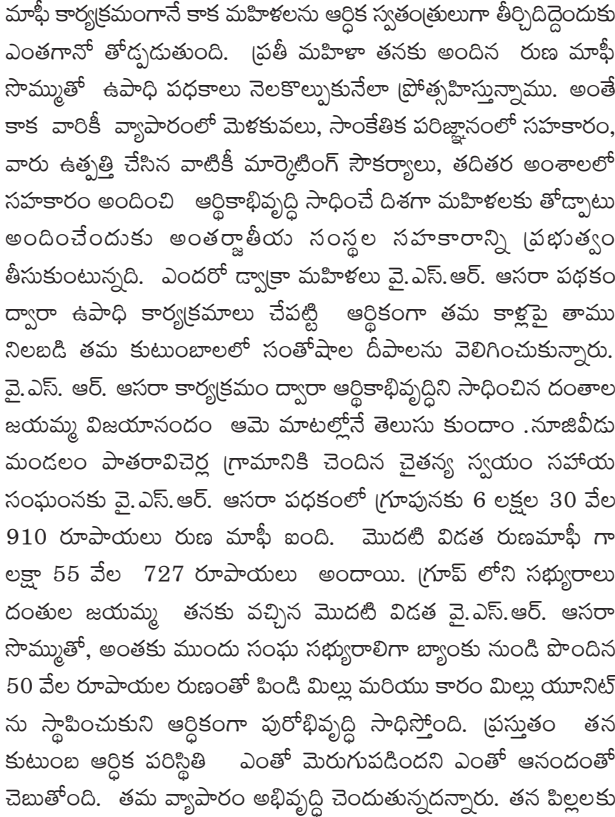 మాఫీ కార్యక్రమంగానే కాక మహిళలను ఆర్ధిక స్వతంత్రులుగా తీర్చిదిద్దెందుకు
ఎంతగానో తోడ్పడుతుంది. ప్రతీ మహిళా తనకు అందిన రుణ మాఫీ
సొమ్ముతో ఉపాధి పధకాలు నెలకొల్పుకునేలా ప్రోత్సహిస్తున్నాము. అంతే
కాక వారికీ వ్యాపారంలో మెళకువలు, సాంకేతిక పరిజ్ఞానంలో సహకారం,
వారు ఉత్పత్తి చేసిన వాటికీ మార్కెటింగ్ సౌకర్యాలు, తదితర అంశాలలో
సహకారం అందించి ఆర్థికాభివృద్ధి సాధించే దిశగా మహిళలకు తోడ్పాటు
అందించేందుకు అంతర్జాతీయ సంస్థల సహకారాన్ని ప్రభుత్వం
తీసుకుంటున్నది. ఎందరో డ్వాక్రా మహిళలు వై.ఎస్.ఆర్. ఆసరా పథకం
ద్వారా ఉపాధి కార్యక్రమాలు చేపట్టి ఆర్థికంగా తమ కాళ్లపై తాము
నిలబడి తమ కుటుంబాలలో సంతోషాల దీపాలను వెలిగించుకున్నారు.
వై.ఎస్. ఆర్. ఆసరా కార్యక్రమం ద్వారా ఆర్థికాభివృద్ధిని సాధించిన దంతాల
జయమ్మ విజయానందం ఆమె మాటల్లోనే తెలుసు కుందాం .నూజివీడు
మండలం పాతరావిచెర్ల గ్రామానికి చెందిన చైతన్య స్వయం సహాయ
సంఘంనకు వై.ఎస్.ఆర్. ఆసరా పధకంలో గ్రూపునకు 6 లక్షల 30 వేల
910 రూపాయలు రుణ మాఫీ ఐంది. మొదటి విడత రుణమాఫీ గా
లక్షా 55 వేల 727 రూపాయలు అందాయి. గ్రూప్ లోని సభ్యురాలు
దంతుల జయమ్మ తనకు వచ్చిన మొదటి విడత వై.ఎస్.ఆర్. ఆసరా
సొమ్ముతో, అంతకు ముందు సంఘ సభ్యురాలిగా బ్యాంకు నుండి పొందిన
50 వేల రూపాయల రుణంతో పిండి మిల్లు మరియు కారం మిల్లు యూనిట్
ను స్థాపించుకుని ఆర్ధికంగా పురోభివృద్ధి సాధిస్తోంది. ప్రస్తుతం తన
కుటుంబ ఆర్ధిక పరిస్థితి ఎంతో మెరుగుపడిందని ఎంతో ఆనందంతో
చెబుతోంది. తమ వ్యాపారం అభివృద్ధి చెందుతున్నదన్నారు. తన పిల్లలకు